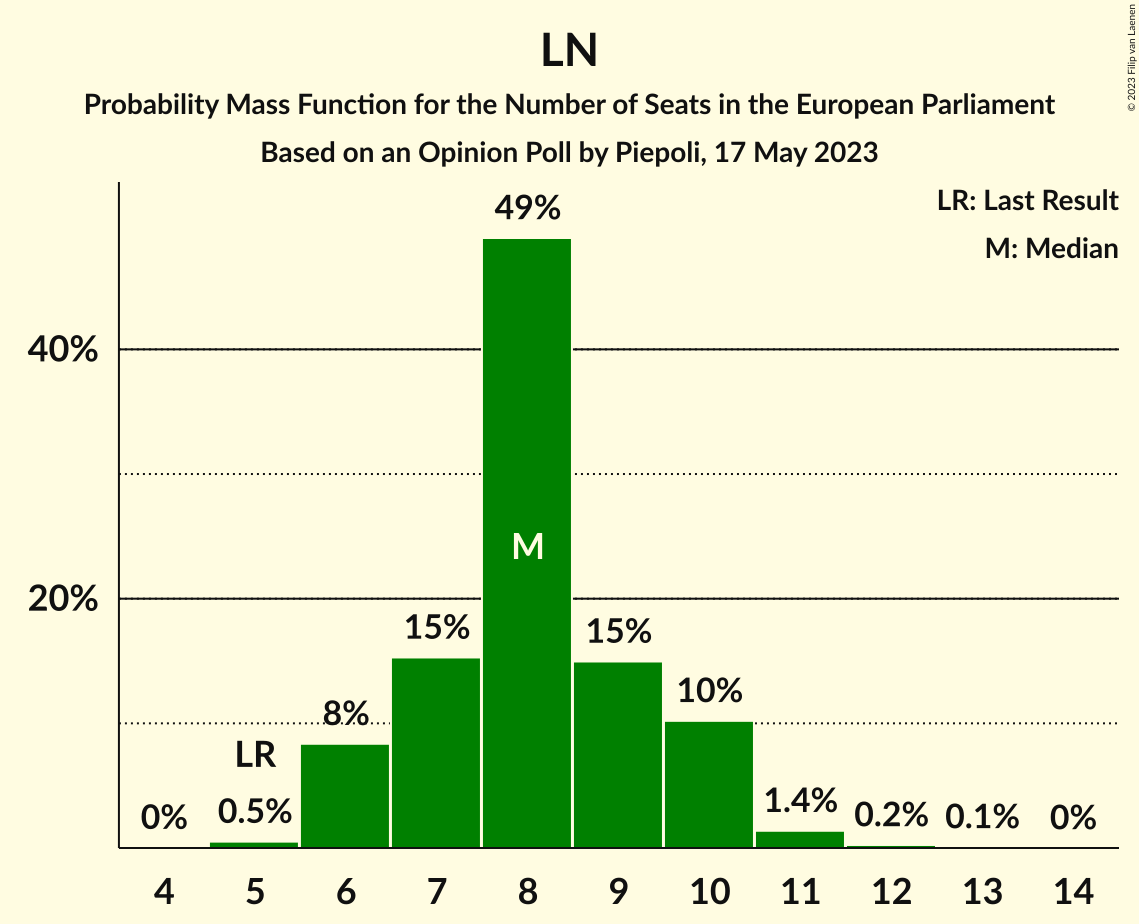 LN
Probability Mass Function for the Number of Seats in the European Parliament
Based on an Opinion Poll by Piepoli, 17 May 2023
© 2023 Filip van Laenen
LR: Last Result
M: Median
49%
40%
M
20%
15%
15%
10%
8%
LR
0%
0.5%
1.4%
0.2%
0.1%
0%
4 5 6 7 8 9 10 11 12 13 14